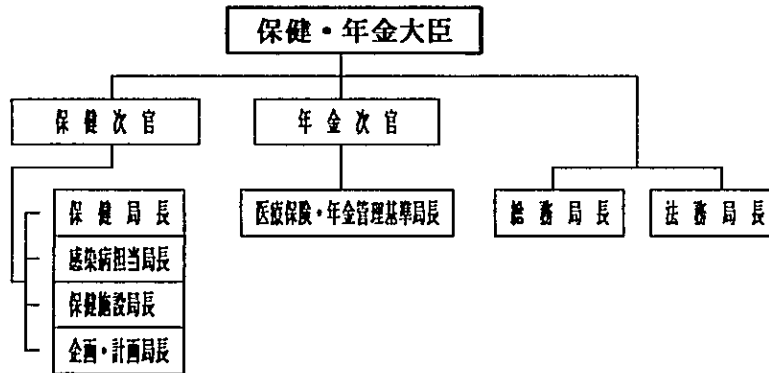 保健・年金大臣
保健次官
年金次官
保健局長
医療保険・年金管理基準局長
総務局長
法務局長
感染病担当局長
保健施設局長
企画・計画局長